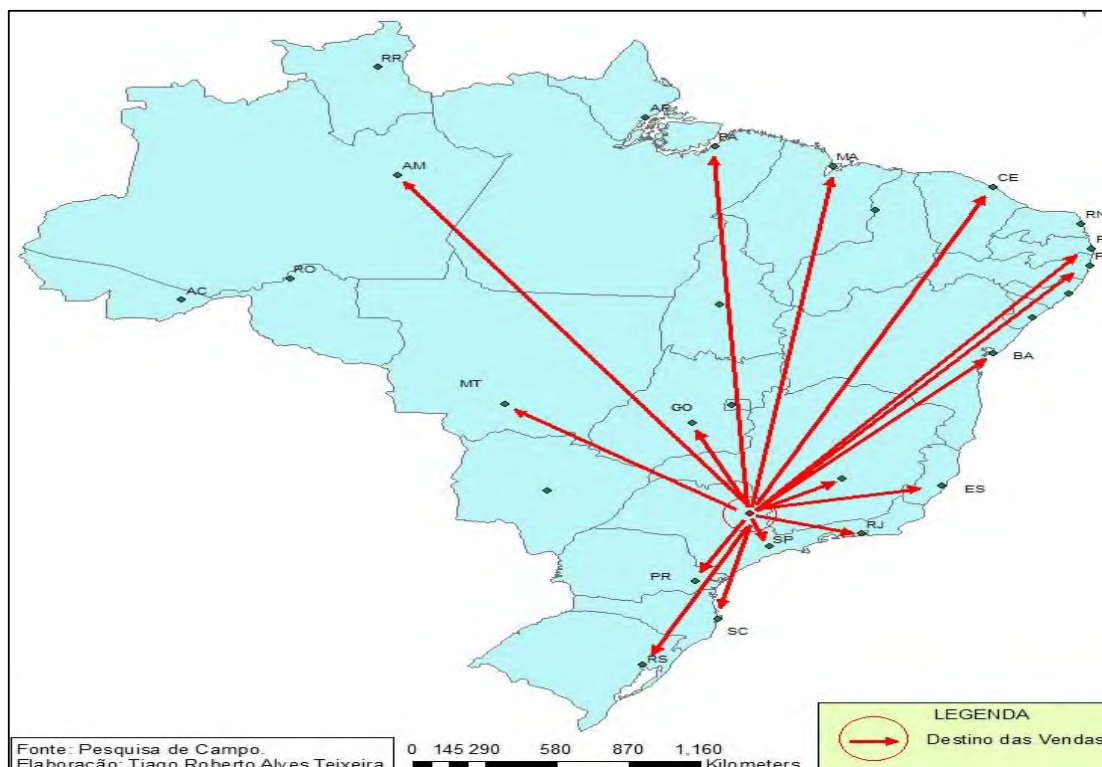 RR
AP
PA
AM
MA
CE
RN
P
P
RO
AC
BA
MT
GO
ES
RJ
SP
PR
SC
RS
LEGENDA
Destino das Vendas
Fonte: Pesquisa de Campo.
Elaboração: Tiago Roberto Alves Teixeira
0 145 290 580 870 1,160
Kilometers